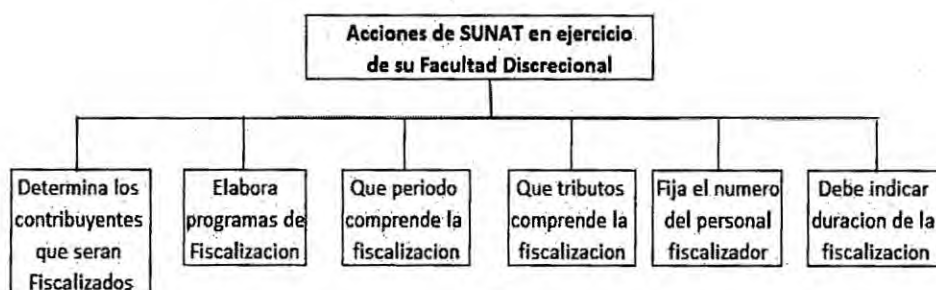 Acciones de SUNAT en ejercicio
de su Facultad Discrecional
Determina los
contribuyentes
que seran
Fiscalizados
Elabora
programas de
Fiscalizacion
Que periodo
comprende la
fiscalizacion
Que tributos
comprende la
fiscalizacion
Fija el numero
del personal
fiscalizador
Debe indicar
duracion de la
fiscalizacion